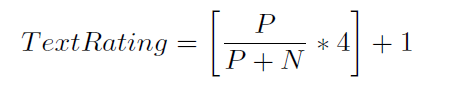 TextRating = [ P / (P + N) * 4 ] + 1